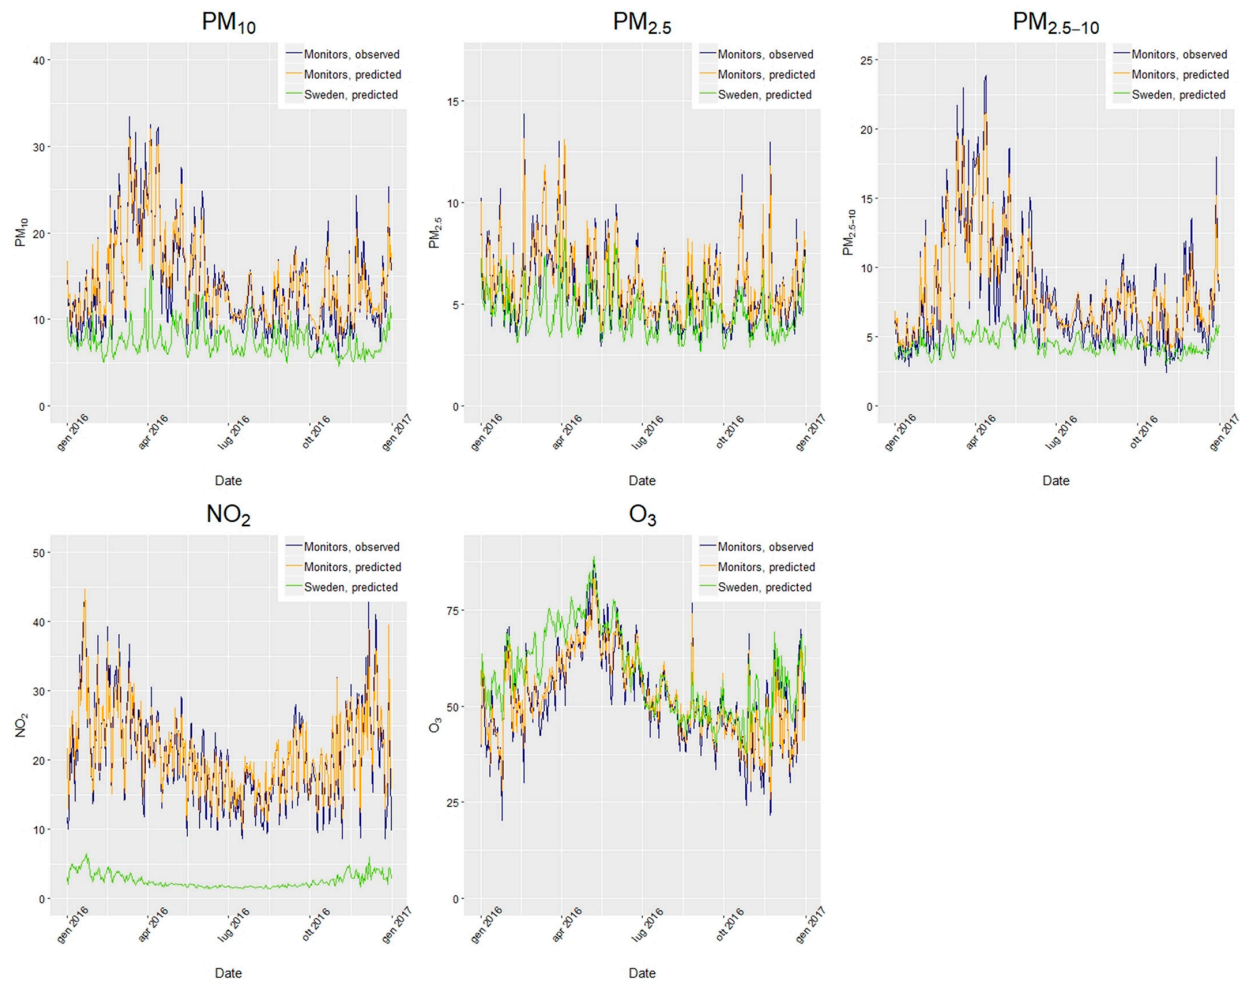 PM10
PM10
40
30
20
10
0
Monitors, observed
Monitors, predicted
Sweden, predicted
gen 2016
apr 2016
lug 2016
ott 2016
gen 2017
Date
PM2.5
PM2.5
15
10
5
0
Monitors, observed
Monitors, predicted
Sweden, predicted
gen 2016
apr 2016
lug 2016
ott 2016
gen 2017
Date
PM2.5–10
PM2.5–10
25
20
15
10
5
0
Monitors, observed
Monitors, predicted
Sweden, predicted
gen 2016
apr 2016
lug 2016
ott 2016
gen 2017
Date
NO2
NO2
50
40
30
20
10
0
Monitors, observed
Monitors, predicted
Sweden, predicted
gen 2016
apr 2016
lug 2016
ott 2016
gen 2017
Date
O3
O3
75
50
25
0
Monitors, observed
Monitors, predicted
Sweden, predicted
gen 2016
apr 2016
lug 2016
ott 2016
gen 2017
Date